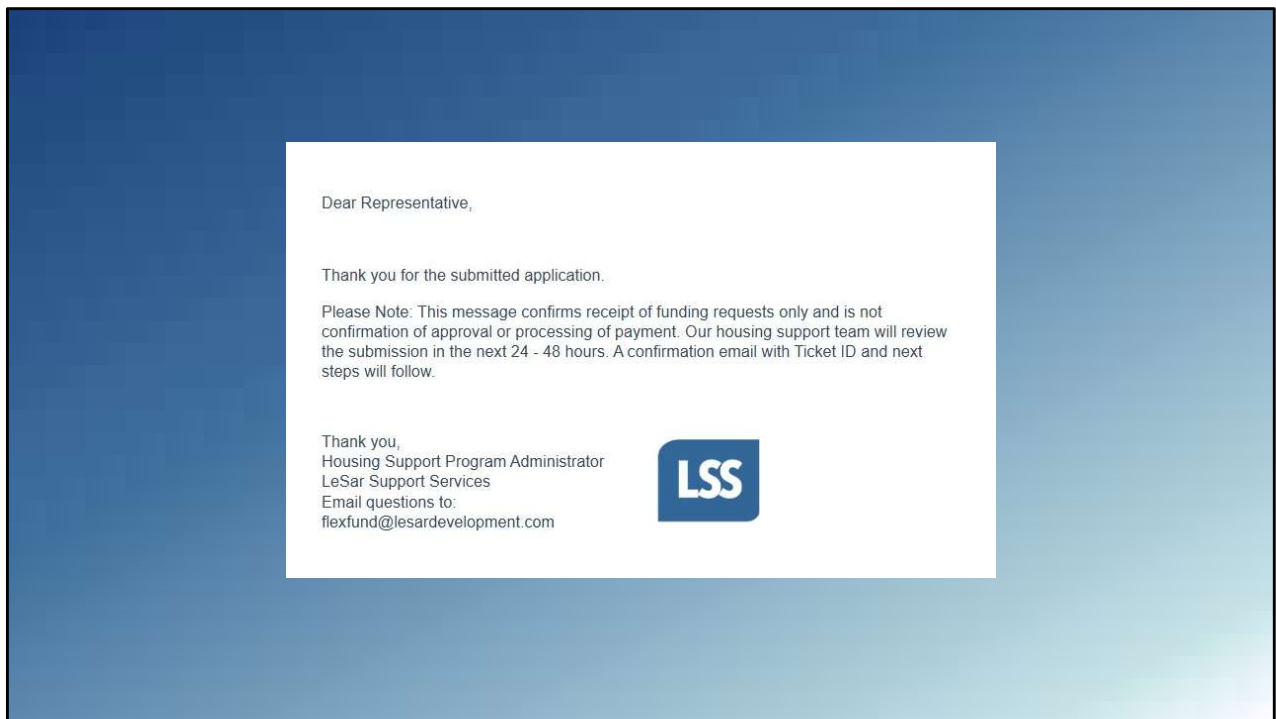 Dear Representative,
Thank you for the submitted application.
Please Note: This message confirms receipt of funding requests only and is not
confirmation of approval or processing of payment. Our housing support team will review
the submission in the next 24 - 48 hours. A confirmation email with Ticket ID and next
steps will follow.
Thank you,
Housing Support Program Administrator
LeSar Support Services
Email questions to:
flexfund@lesardevelopment.com
LSS